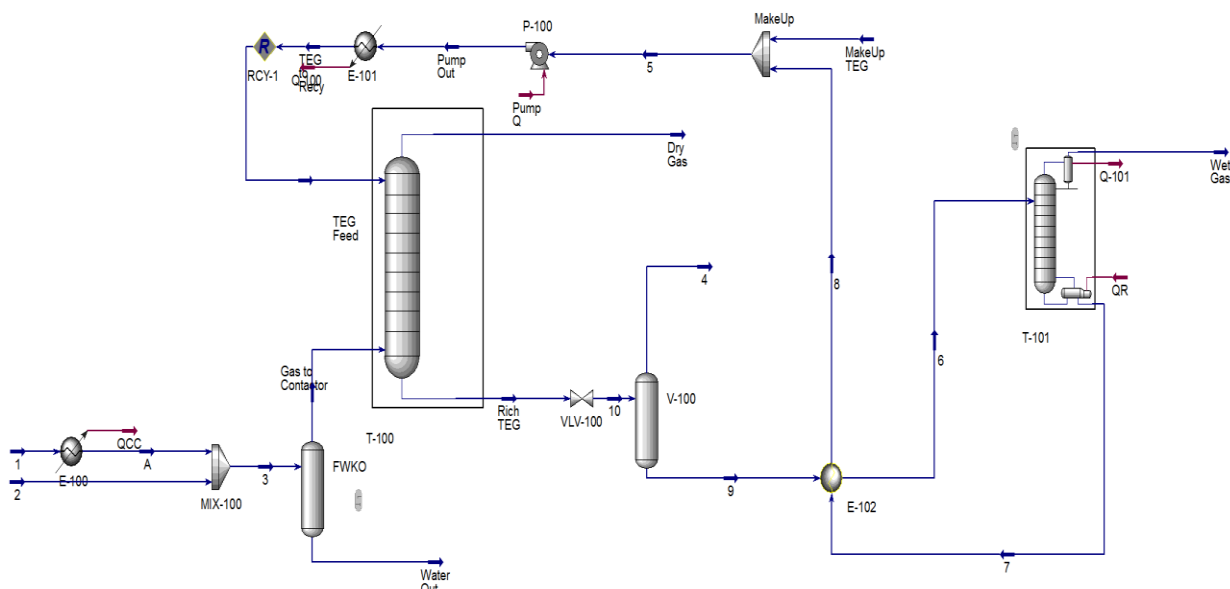 P-100
MakeUp
MakeUp
TEG
RCY-1
TEG
to
Recy
Q-100
E-101
Pump
Out
5
Pump
Q
Dry
Gas
Wet
Gas
Q-101
TEG
Feed
4
8
QR
T-101
6
Gas to
Contactor
V-100
Rich
TEG
VLV-100
10
T-100
1
QCC
A
E-100
3
FWKO
2
MIX-100
9
E-102
7
Water
Out